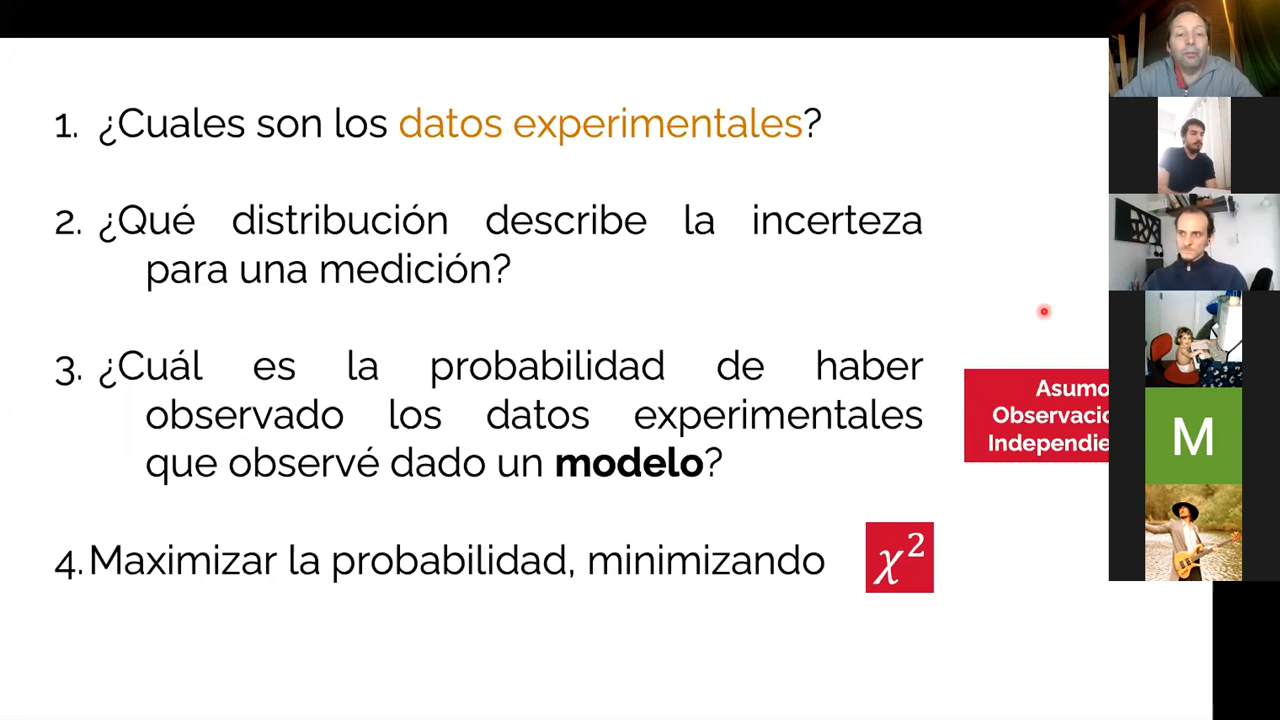 1. ¿Cuales son los datos experimentales?
2. ¿Qué distribución describe la incerteza
para una medición?
3. ¿Cuál es la probabilidad de haber
observado los datos experimentales
que observé dado un modelo?
Asumo
Observacio
Independie
4. Maximizar la probabilidad, minimizando χ²
M